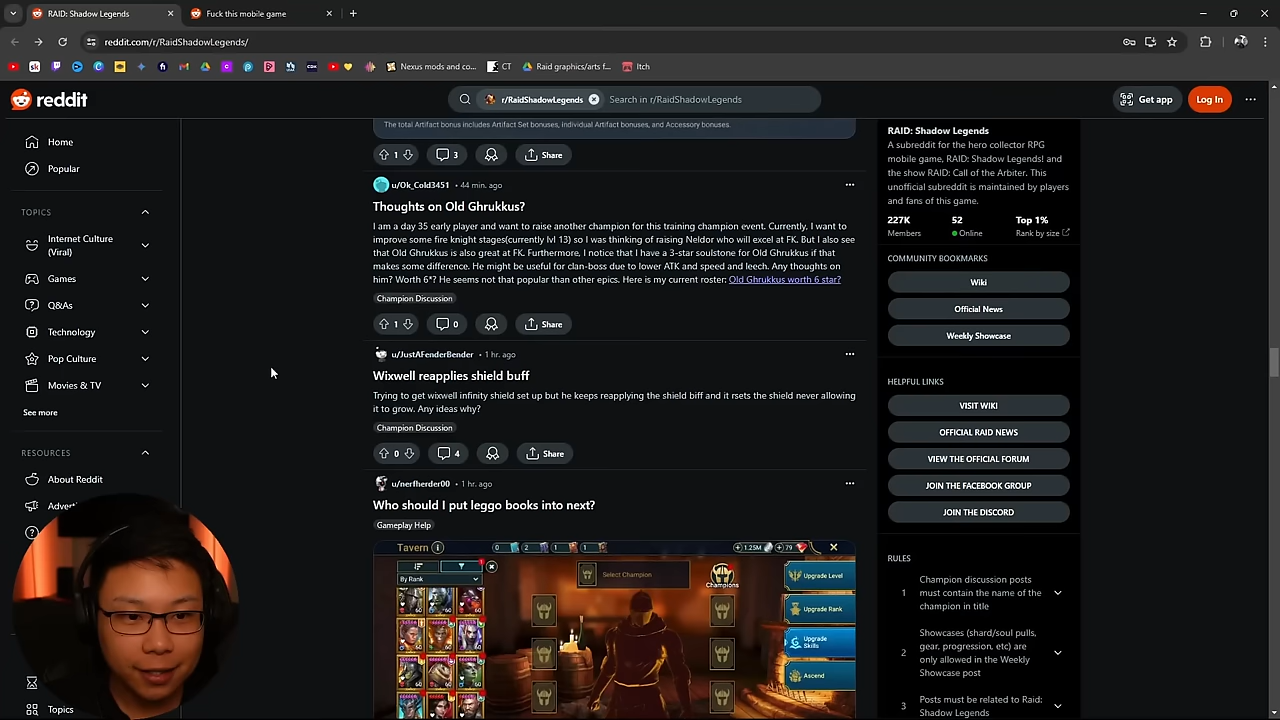 RAID: Shadow Legends
Fuck this mobile game
reddit.com/r/RaidShadowLegends/
Nexus mods and co...
CT
Raid graphics/arts f...
Itch
reddit
r/RaidShadowLegends
Search in r/RaidShadowLegends
Get app
Log In
Home
Popular
TOPICS
Internet Culture
(Viral)
Games
Q&As
Technology
Pop Culture
Movies & TV
See more
RESOURCES
About Reddit
Topics
The total Artifact bonus includes Artifact Set bonuses, individual Artifact bonuses, and Accessory bonuses.
1
3
Share
u/Ok_Cold3451 • 44 min. ago
Thoughts on Old Ghrukkus?
I am a day 35 early player and want to raise another champion for this training champion event. Currently, I want to
improve some fire knight stages(currently lvl 13) so I was thinking of raising Neldor who will excel at FK. But I also see
that Old Ghrukkus is also great at FK. Furthermore, I notice that I have a 3-star soulstone for Old Ghrukkus if that
makes some difference. He might be useful for clan-boss due to lower ATK and speed and leech. Any thoughts on
him? Worth 6*? He seems not that popular than other epics. Here is my current roster: Old Ghrukkus worth 6 star?
Champion Discussion
1
0
Share
u/JustAFenderBender • 1 hr. ago
Wixwell reapplies shield buff
Trying to get wixwell infinity shield set up but he keeps reapplying the shield biff and it rsets the shield never allowing
it to grow. Any ideas why?
Champion Discussion
0
4
Share
u/nerfherder00 • 1 hr. ago
Who should I put leggo books into next?
Gameplay Help
Tavern
0
2
1
1
1.25M
79
By Rank
Select Champion
Champions
Upgrade Level
Upgrade Rank
Upgrade
Skills
Ascend
RAID: Shadow Legends
A subreddit for the hero collector RPG
mobile game, RAID: Shadow Legends! and
the show RAID: Call of the Arbiter. This
unofficial subreddit is maintained by players
and fans of this game.
227K
52
Top 1%
Members
Online
Rank by size
COMMUNITY BOOKMARKS
Wiki
Official News
Weekly Showcase
HELPFUL LINKS
VISIT WIKI
OFFICIAL RAID NEWS
VIEW THE OFFICIAL FORUM
JOIN THE FACEBOOK GROUP
JOIN THE DISCORD
RULES
1
Champion discussion posts
must contain the name of the
champion in title
2
Showcases (shard/soul pulls,
gear, progression, etc) are
only allowed in the Weekly
Showcase post
3
Posts must be related to Raid:
Shadow Legends